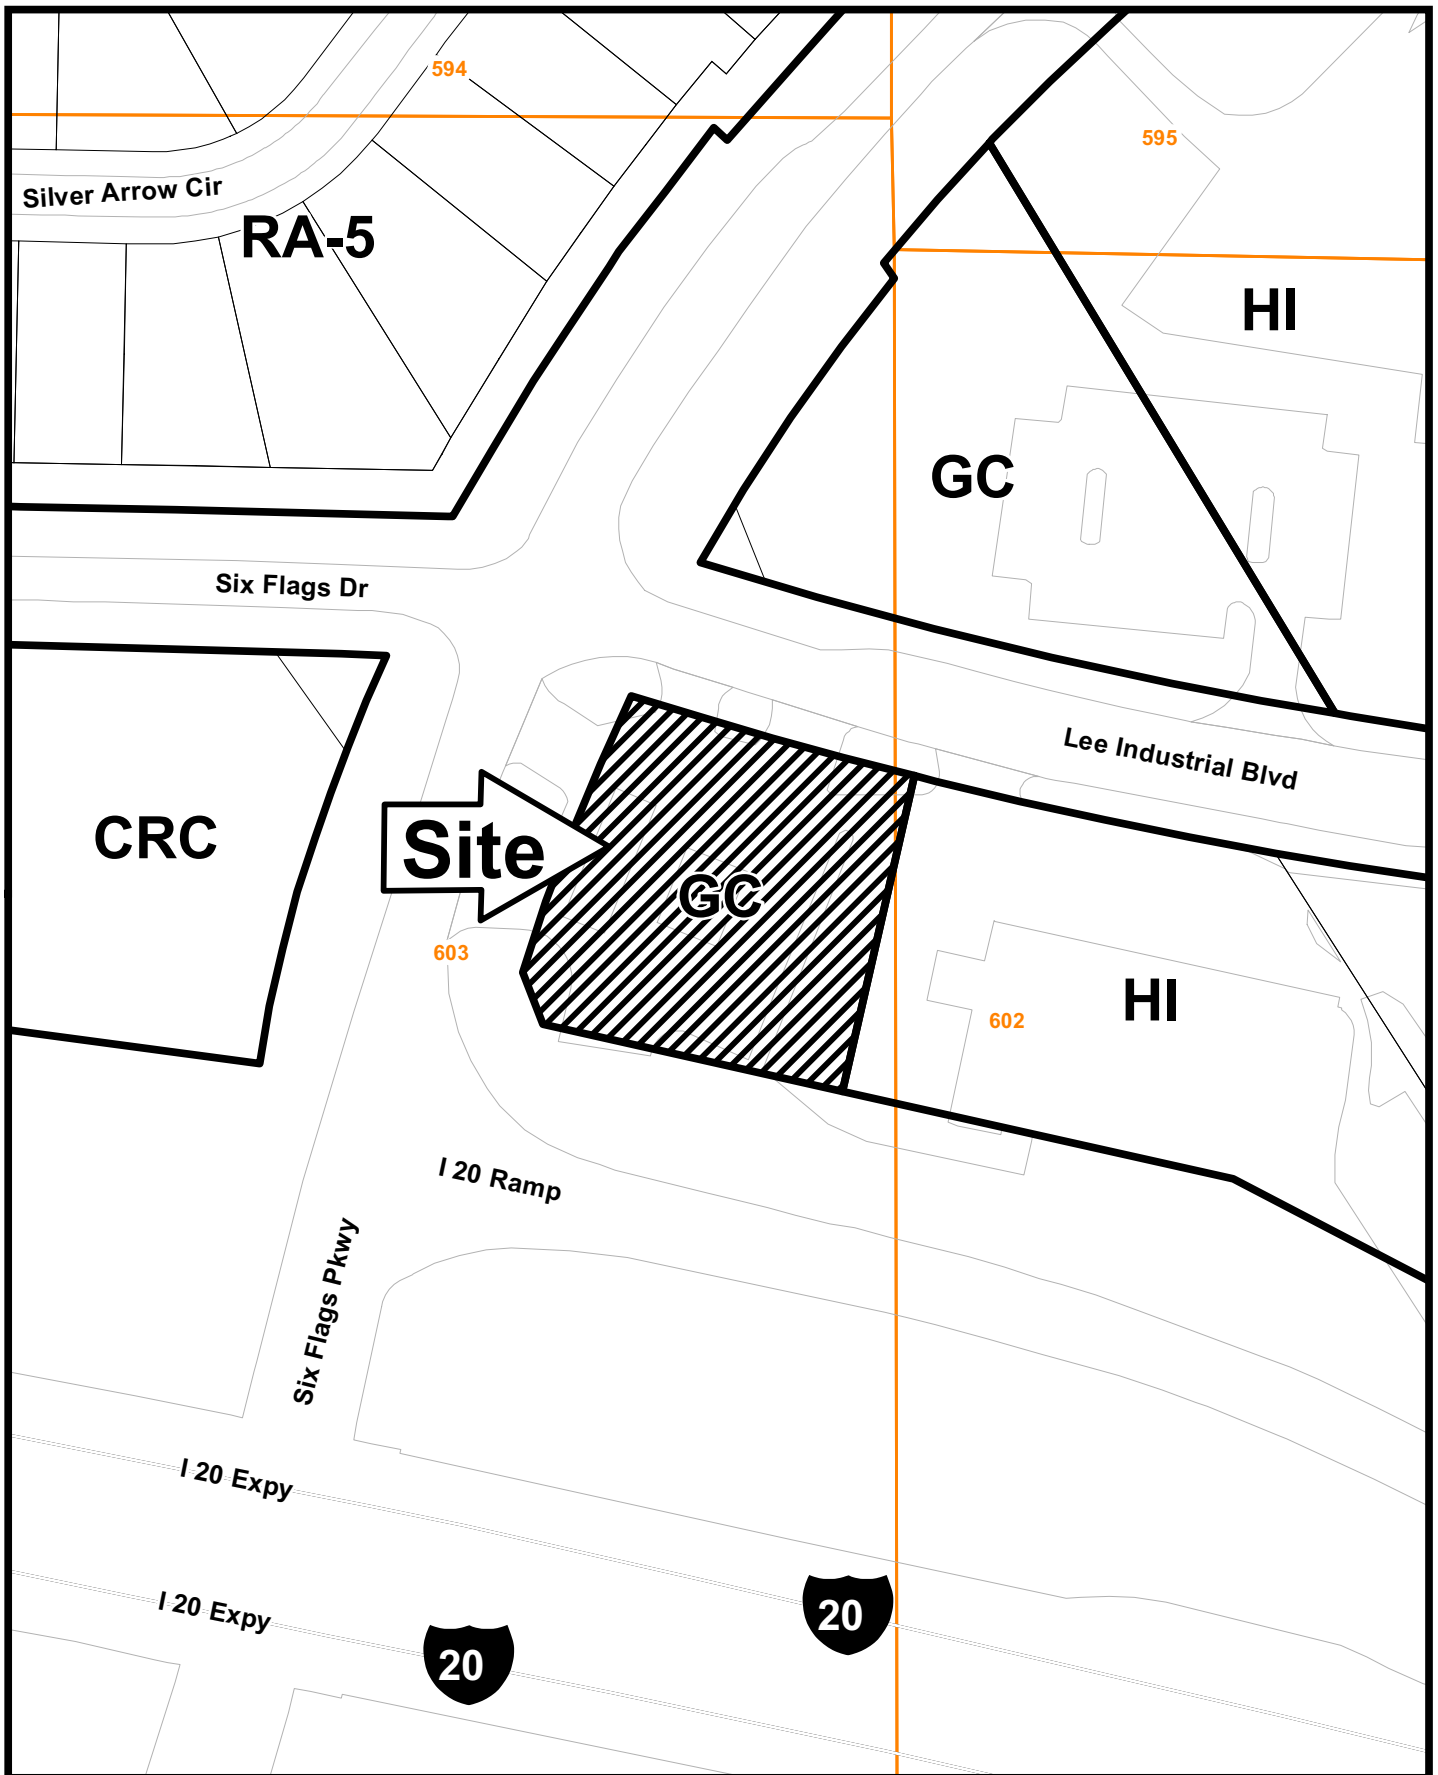 594
595
Silver Arrow Cir
RA-5
HI
GC
Six Flags Dr
Lee Industrial Blvd
CRC
Site
GC
603
HI
602
I 20 Ramp
Six Flags Pkwy
I 20 Expy
I 20 Expy
20
20